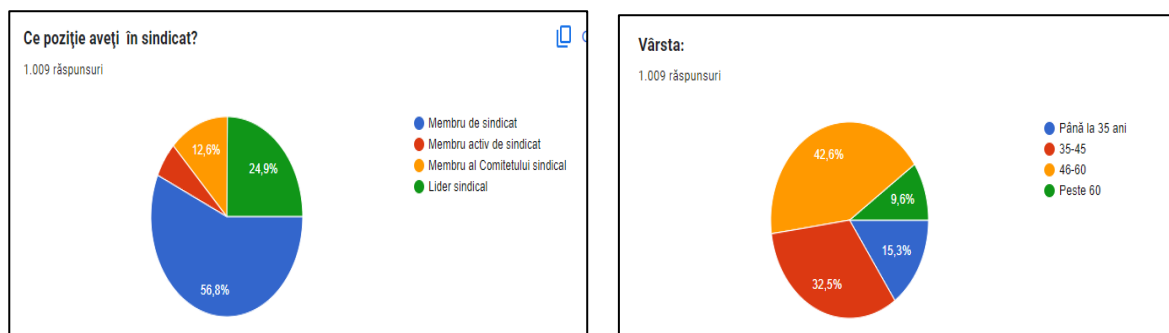 Ce poziţie aveţi în sindicat?
1.009 răspunsuri
Membru de sindicat
Membru activ de sindicat
Membru al Comitetului sindical
Lider sindical
12,6%
24,9%
56,8%
Vârsta:
1.009 răspunsuri
Până la 35 ani
35-45
46-60
Peste 60
42,6%
9,6%
15,3%
32,5%